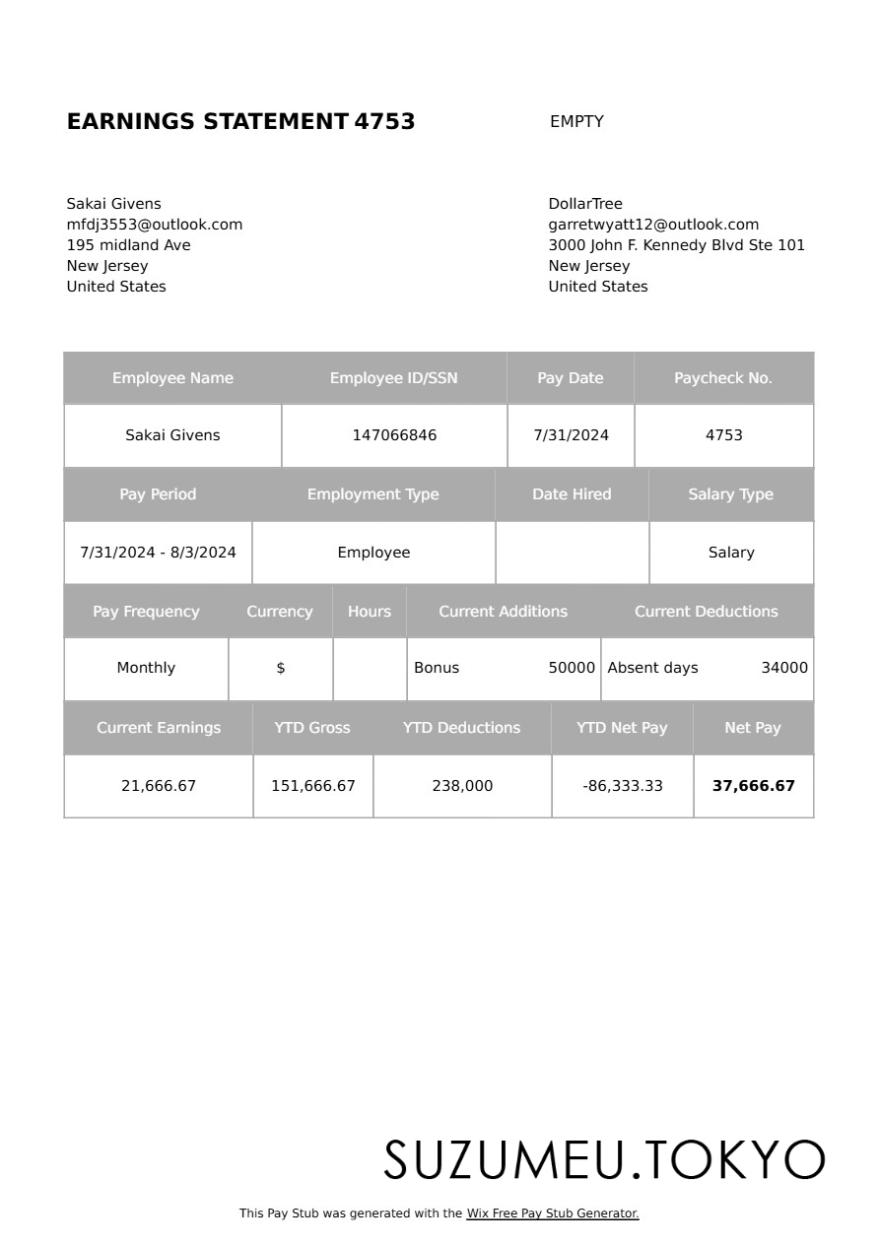 EARNINGS STATEMENT 4753
EMPTY
Sakai Givens
mfdj3553@outlook.com
195 midland Ave
New Jersey
United States
DollarTree
garretwyatt12@outlook.com
3000 John F. Kennedy Blvd Ste 101
New Jersey
United States
Employee Name Employee ID/SSN Pay Date Paycheck No.
Sakai Givens 147066846 7/31/2024 4753
Pay Period Employment Type Date Hired Salary Type
7/31/2024 - 8/3/2024 Employee Salary
Pay Frequency Currency Hours Current Additions Current Deductions
Monthly $ Bonus 50000 Absent days 34000
Current Earnings YTD Gross YTD Deductions YTD Net Pay Net Pay
21,666.67 151,666.67 238,000 -86,333.33 37,666.67
SUZUMEU.TOKYO
This Pay Stub was generated with the Wix Free Pay Stub Generator.